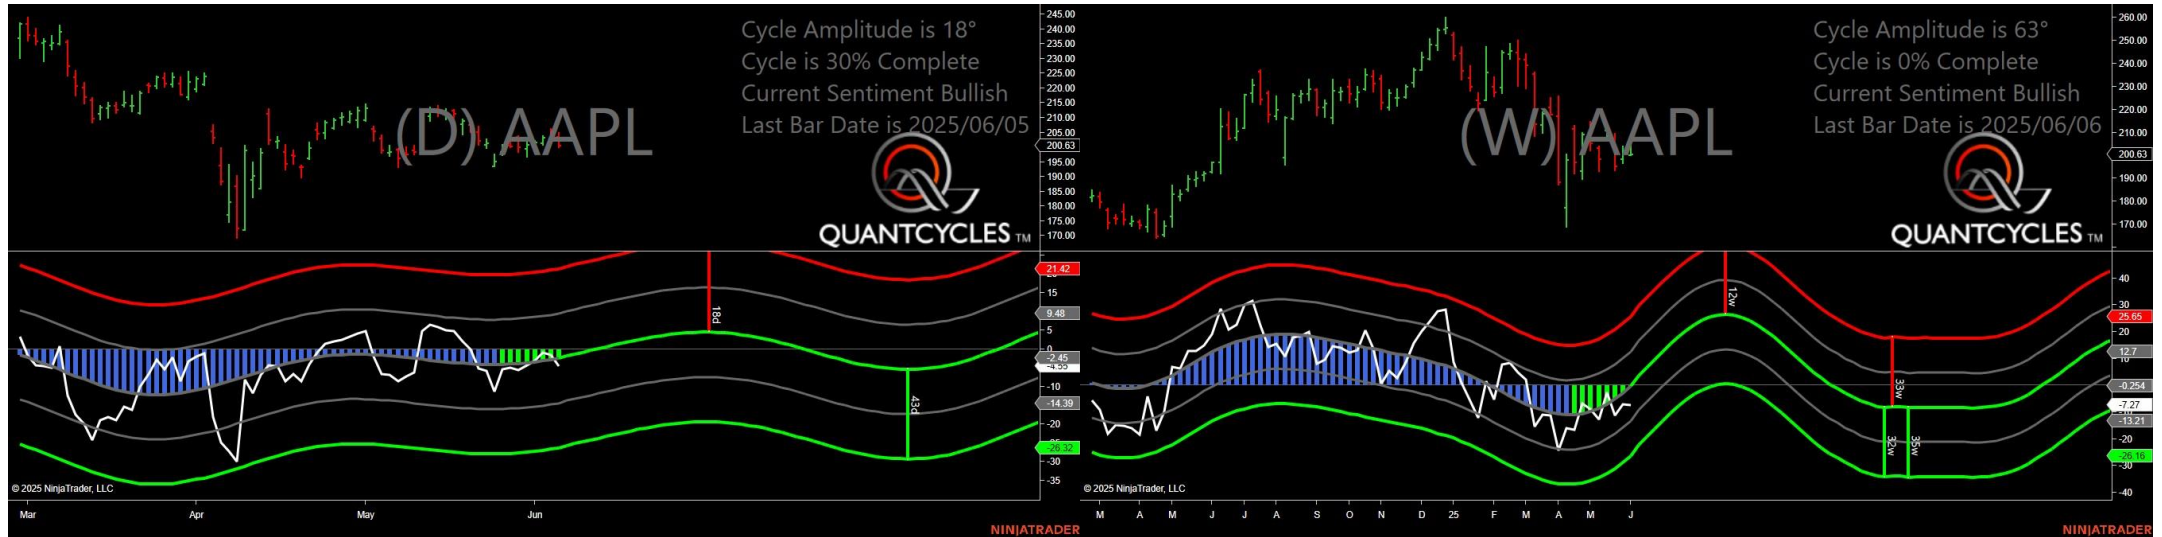 Cycle Amplitude is 18°
Cycle is 30% Complete
Current Sentiment Bullish
Last Bar Date is 2025/06/05
(D) AAPL
QUANTCYCLES TM
245.00
240.00
235.00
230.00
225.00
220.00
215.00
210.00
205.00
200.63
195.00
190.00
185.00
180.00
175.00
170.00
21.42
15
9.48
5
0
-2.45
-4.55
-10
-14.39
-20
-26.32
-30
-35
18d
43d
© 2025 NinjaTrader, LLC
Mar Apr May Jun
NINJATRADER
Cycle Amplitude is 63°
Cycle is 0% Complete
Current Sentiment Bullish
Last Bar Date is 2025/06/06
(W) AAPL
QUANTCYCLES TM
260.00
250.00
240.00
230.00
220.00
210.00
200.63
190.00
180.00
170.00
40
30
25.65
20
12.7
-0.254
-7.27
-13.21
-20
-26.16
-30
-40
12w
33w
32w
35w
© 2025 NinjaTrader, LLC
M A M J J A S O N D 25 F M A M J
NINJATRADER